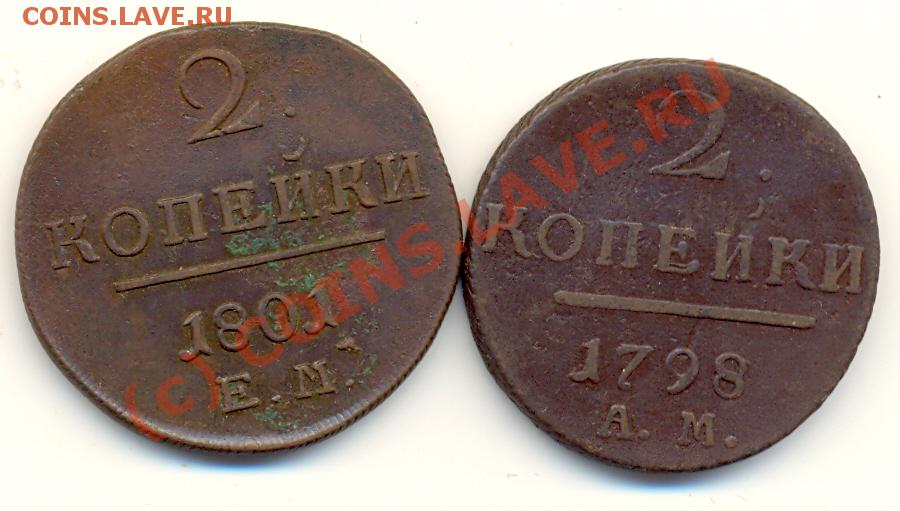 COINS.LAVE.RU
2.
КОПЕЙКИ
1801.
Е.М.
2.
КОПЕЙКИ
1798
А.М.
(c) COINS.LAVE.RU